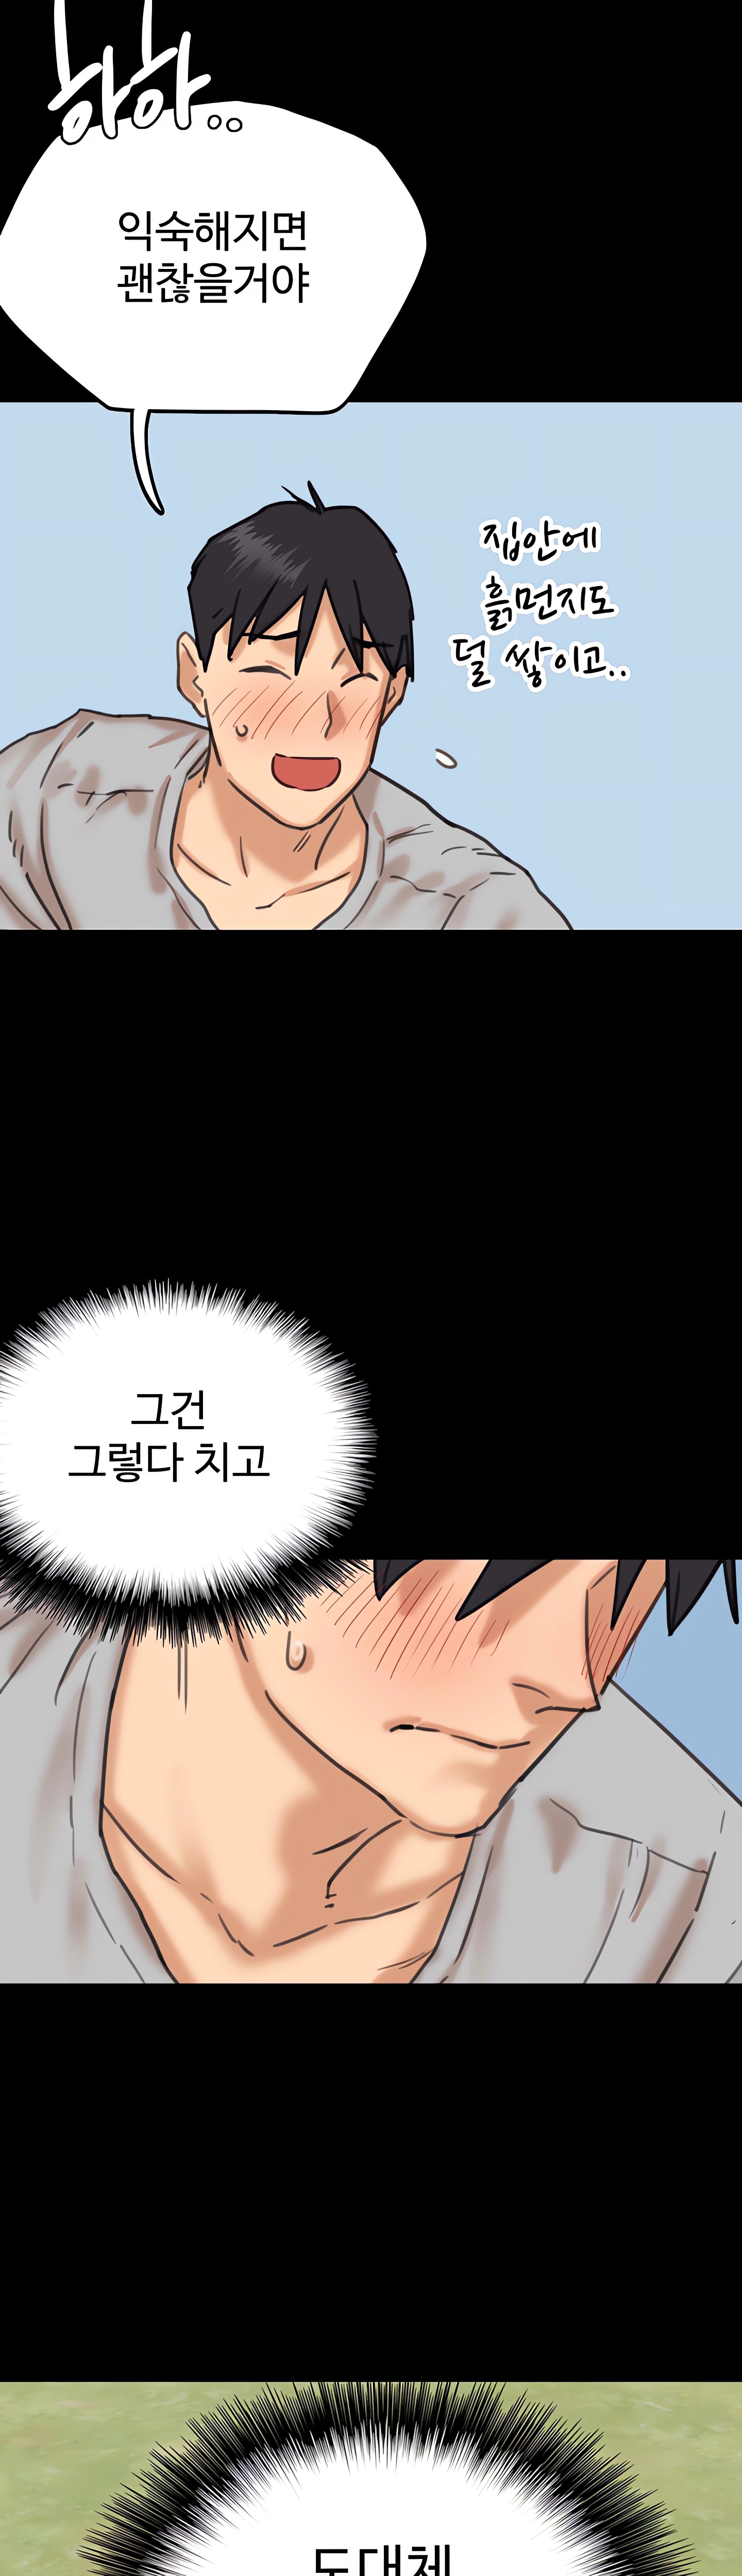 하하..
익숙해지면
괜찮을거야
집안에
흙먼지도
덜 쌓이고..
그건
그렇다 치고
도대체